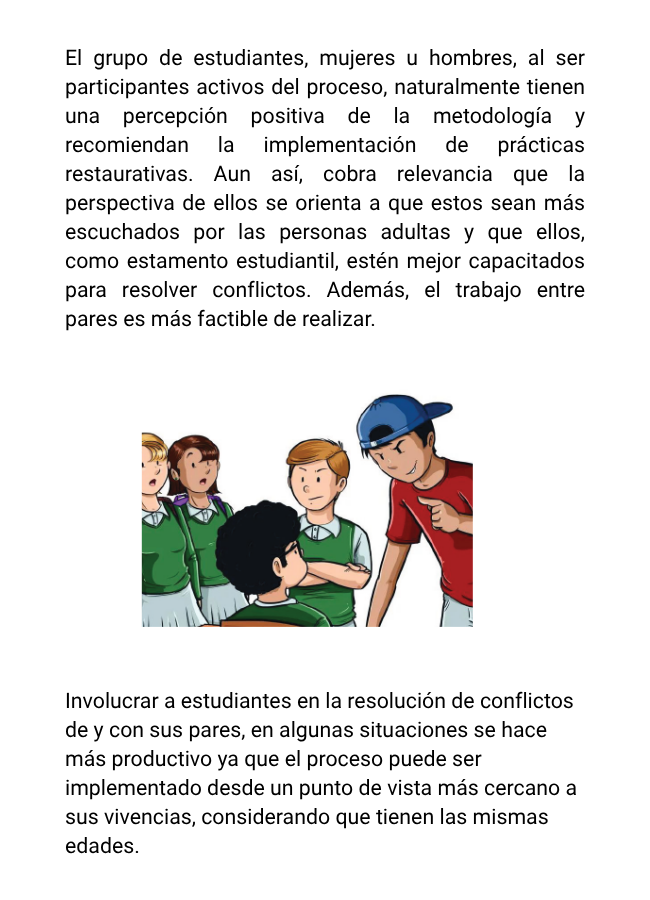 El grupo de estudiantes, mujeres u hombres, al ser
participantes activos del proceso, naturalmente tienen
una percepción positiva de la metodología y
recomiendan la implementación de prácticas
restaurativas. Aun así, cobra relevancia que la
perspectiva de ellos se orienta a que estos sean más
escuchados por las personas adultas y que ellos,
como estamento estudiantil, estén mejor capacitados
para resolver conflictos. Además, el trabajo entre
pares es más factible de realizar.
Involucrar a estudiantes en la resolución de conflictos
de y con sus pares, en algunas situaciones se hace
más productivo ya que el proceso puede ser
implementado desde un punto de vista más cercano a
sus vivencias, considerando que tienen las mismas
edades.